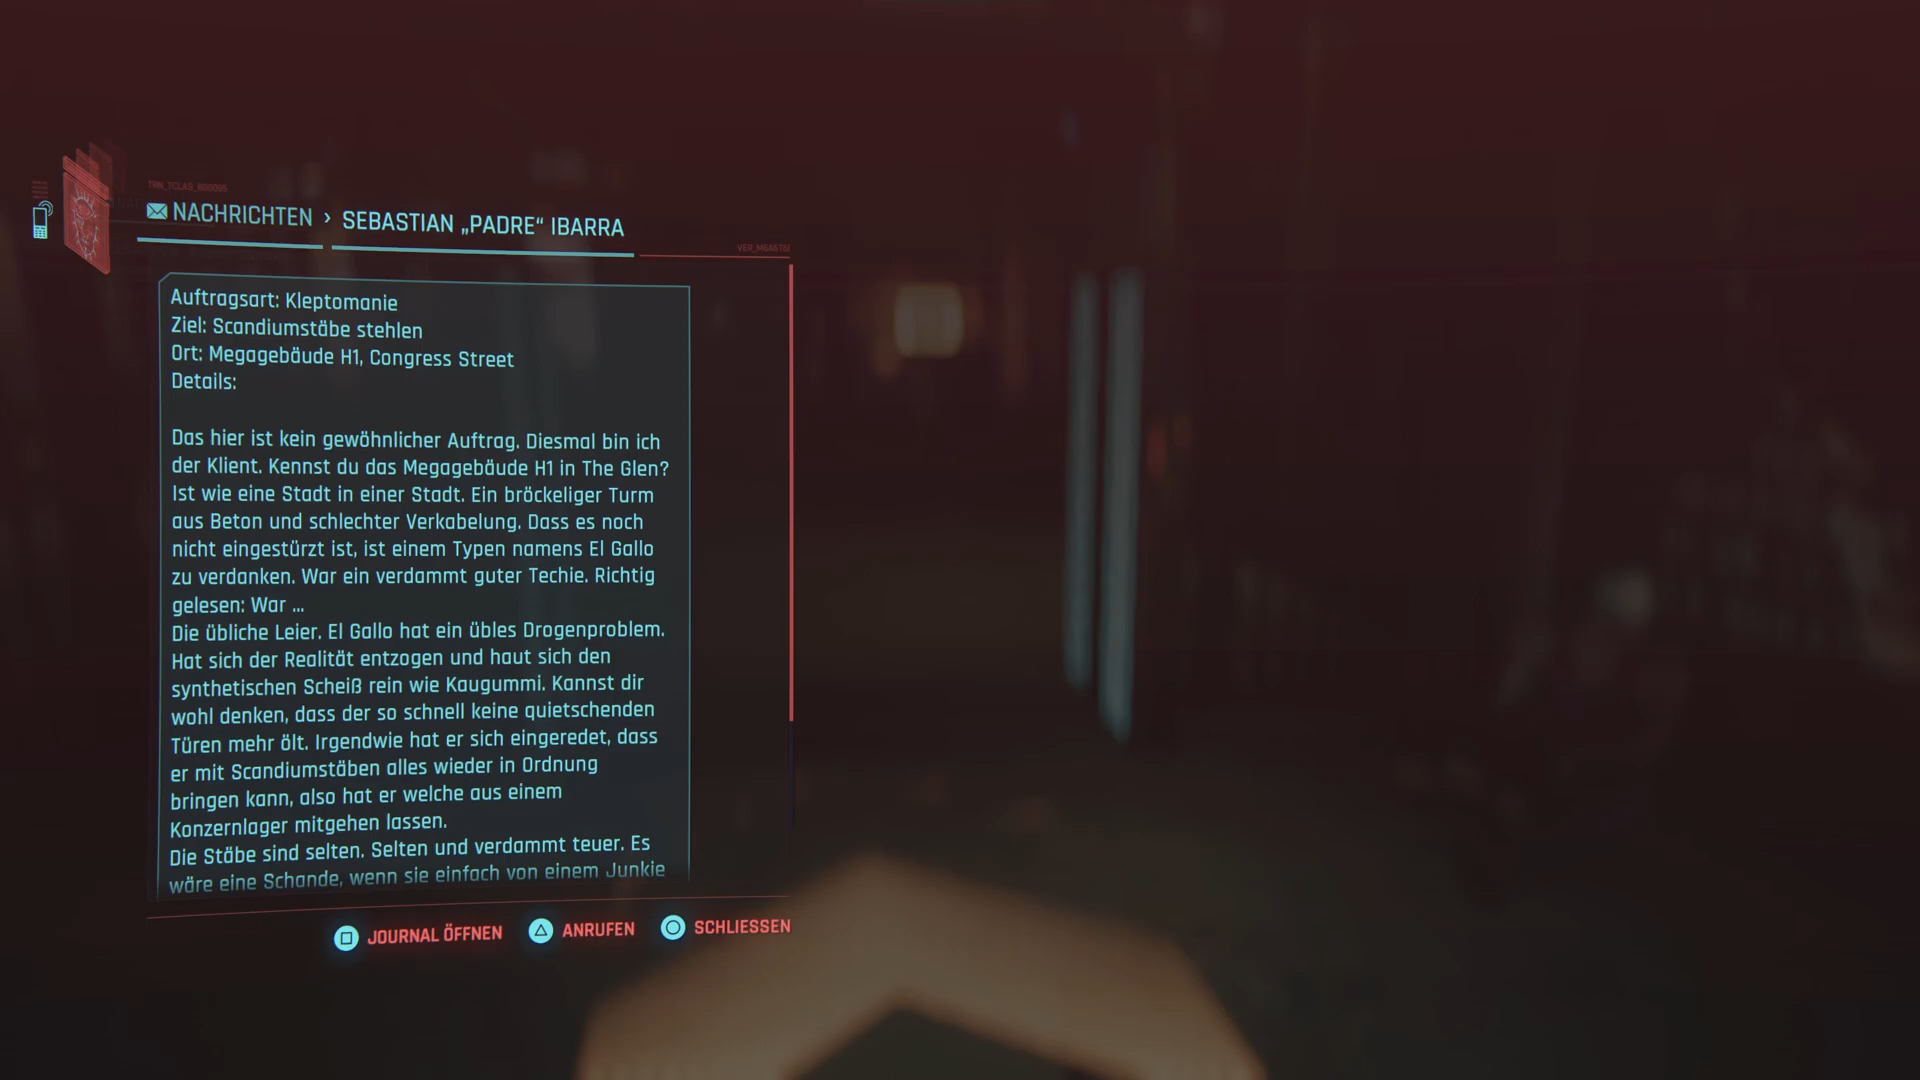 TRN_TCLAS_800095
NACHRICHTEN › SEBASTIAN „PADRE“ IBARRA
Auftragsart: Kleptomanie
Ziel: Scandiumstäbe stehlen
Ort: Megagebäude H1, Congress Street
Details:
Das hier ist kein gewöhnlicher Auftrag. Diesmal bin ich
der Klient. Kennst du das Megagebäude H1 in The Glen?
Ist wie eine Stadt in einer Stadt. Ein bröckeliger Turm
aus Beton und schlechter Verkabelung. Dass es noch
nicht eingestürzt ist, ist einem Typen namens El Gallo
zu verdanken. War ein verdammt guter Techie. Richtig
gelesen: War ...
Die übliche Leier. El Gallo hat ein übles Drogenproblem.
Hat sich der Realität entzogen und haut sich den
synthetischen Scheiß rein wie Kaugummi. Kannst dir
wohl denken, dass der so schnell keine quietschenden
Türen mehr ölt. Irgendwie hat er sich eingeredet, dass
er mit Scandiumstäben alles wieder in Ordnung
bringen kann, also hat er welche aus einem
Konzernlager mitgehen lassen.
Die Stäbe sind selten. Selten und verdammt teuer. Es
wäre eine Schande, wenn sie einfach von einem Junkie
JOURNAL ÖFFNEN ANRUFEN SCHLIESSEN